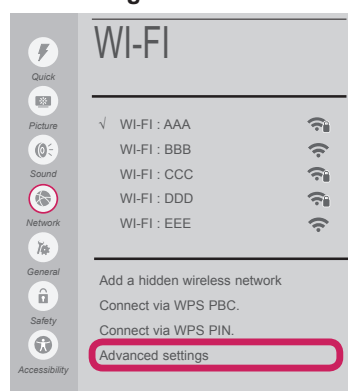 WI-FI
Quick
Picture
Sound
Network
General
Safety
Accessibility
√ WI-FI : AAA
WI-FI : BBB
WI-FI : CCC
WI-FI : DDD
WI-FI : EEE
Add a hidden wireless network
Connect via WPS PBC.
Connect via WPS PIN.
Advanced settings